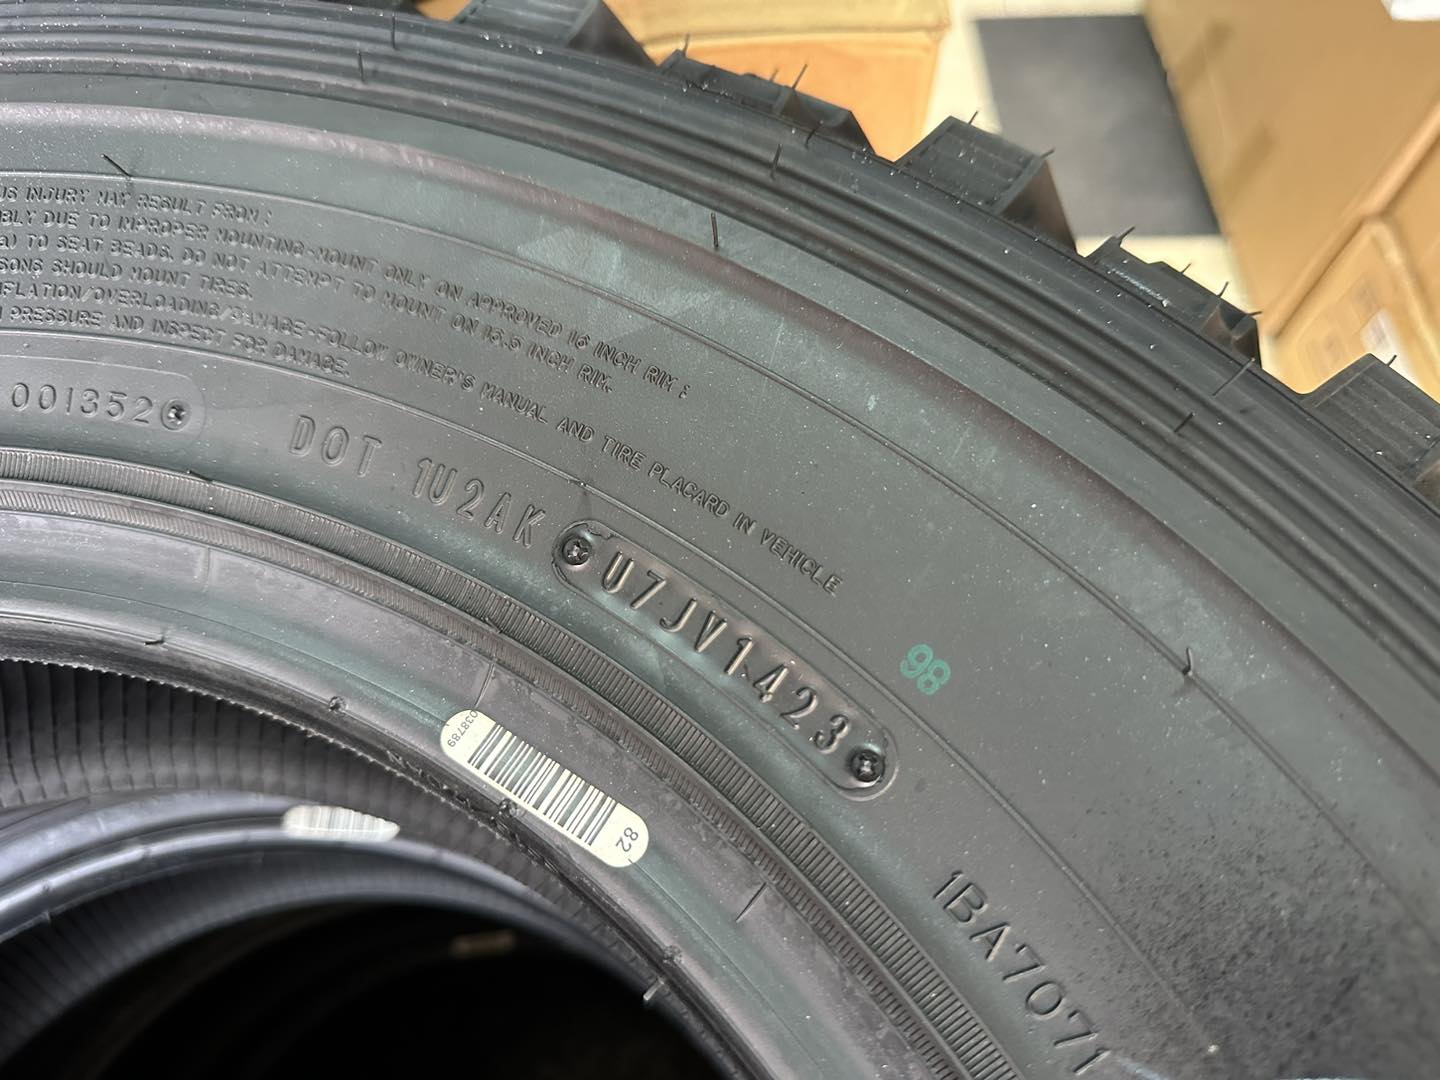 INJURY MAY RESULT FROM :
DUE TO IMPROPER MOUNTING-MOUNT ONLY ON APPROVED 16 INCH RIM :
TO SEAT BEADS. DO NOT ATTEMPT TO MOUNT ON 16.5 INCH RIM.
SHOULD MOUNT TIRES.
/OVERLOADING/DAMAGE-FOLLOW OWNER'S MANUAL AND TIRE PLACARD IN VEHICLE
PRESSURE AND INSPECT FOR DAMAGE.
001352
DOT 1U2AK U7JV1423
98
038789
82
1BA7071